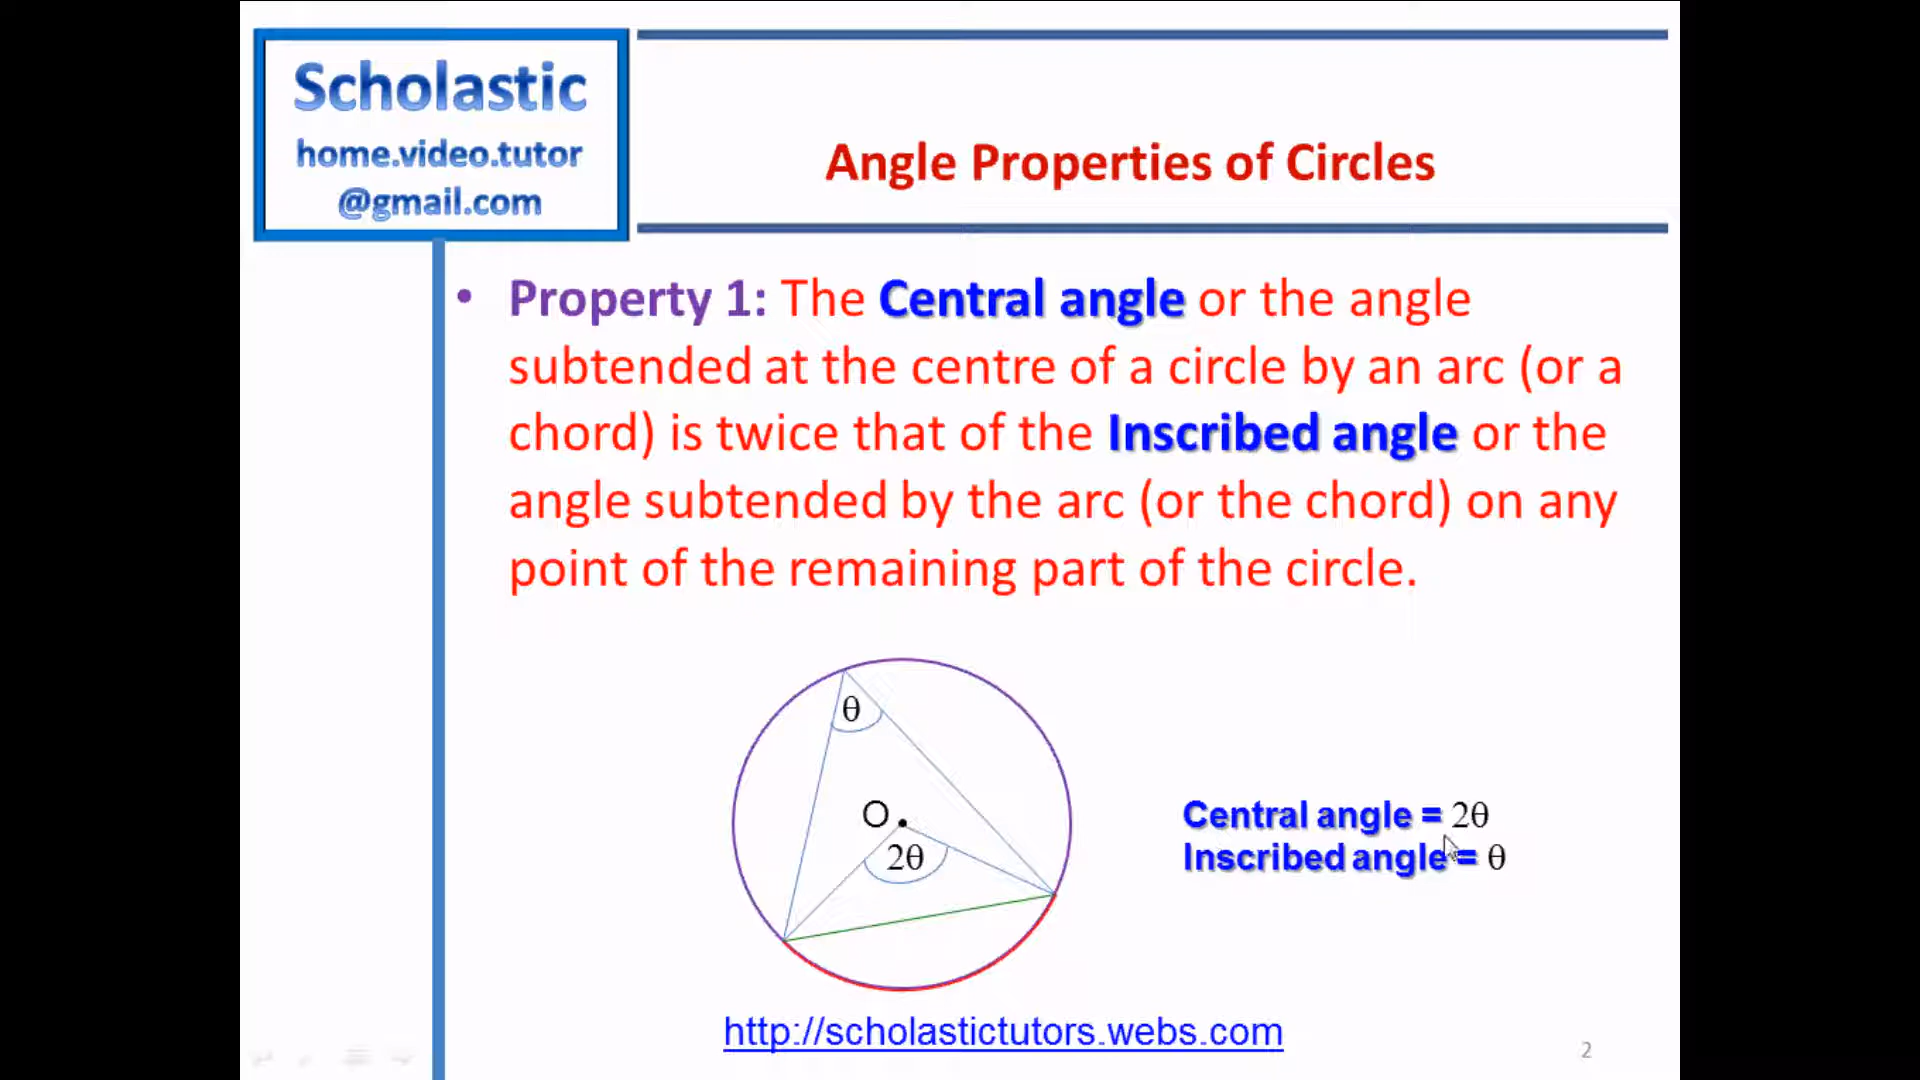 Scholastic
home.video.tutor
@gmail.com
Angle Properties of Circles
• Property 1: The Central angle or the angle
subtended at the centre of a circle by an arc (or a
chord) is twice that of the Inscribed angle or the
angle subtended by the arc (or the chord) on any
point of the remaining part of the circle.
θ
O
2θ
Central angle = 2θ
Inscribed angle = θ
http://scholastictutors.webs.com
2